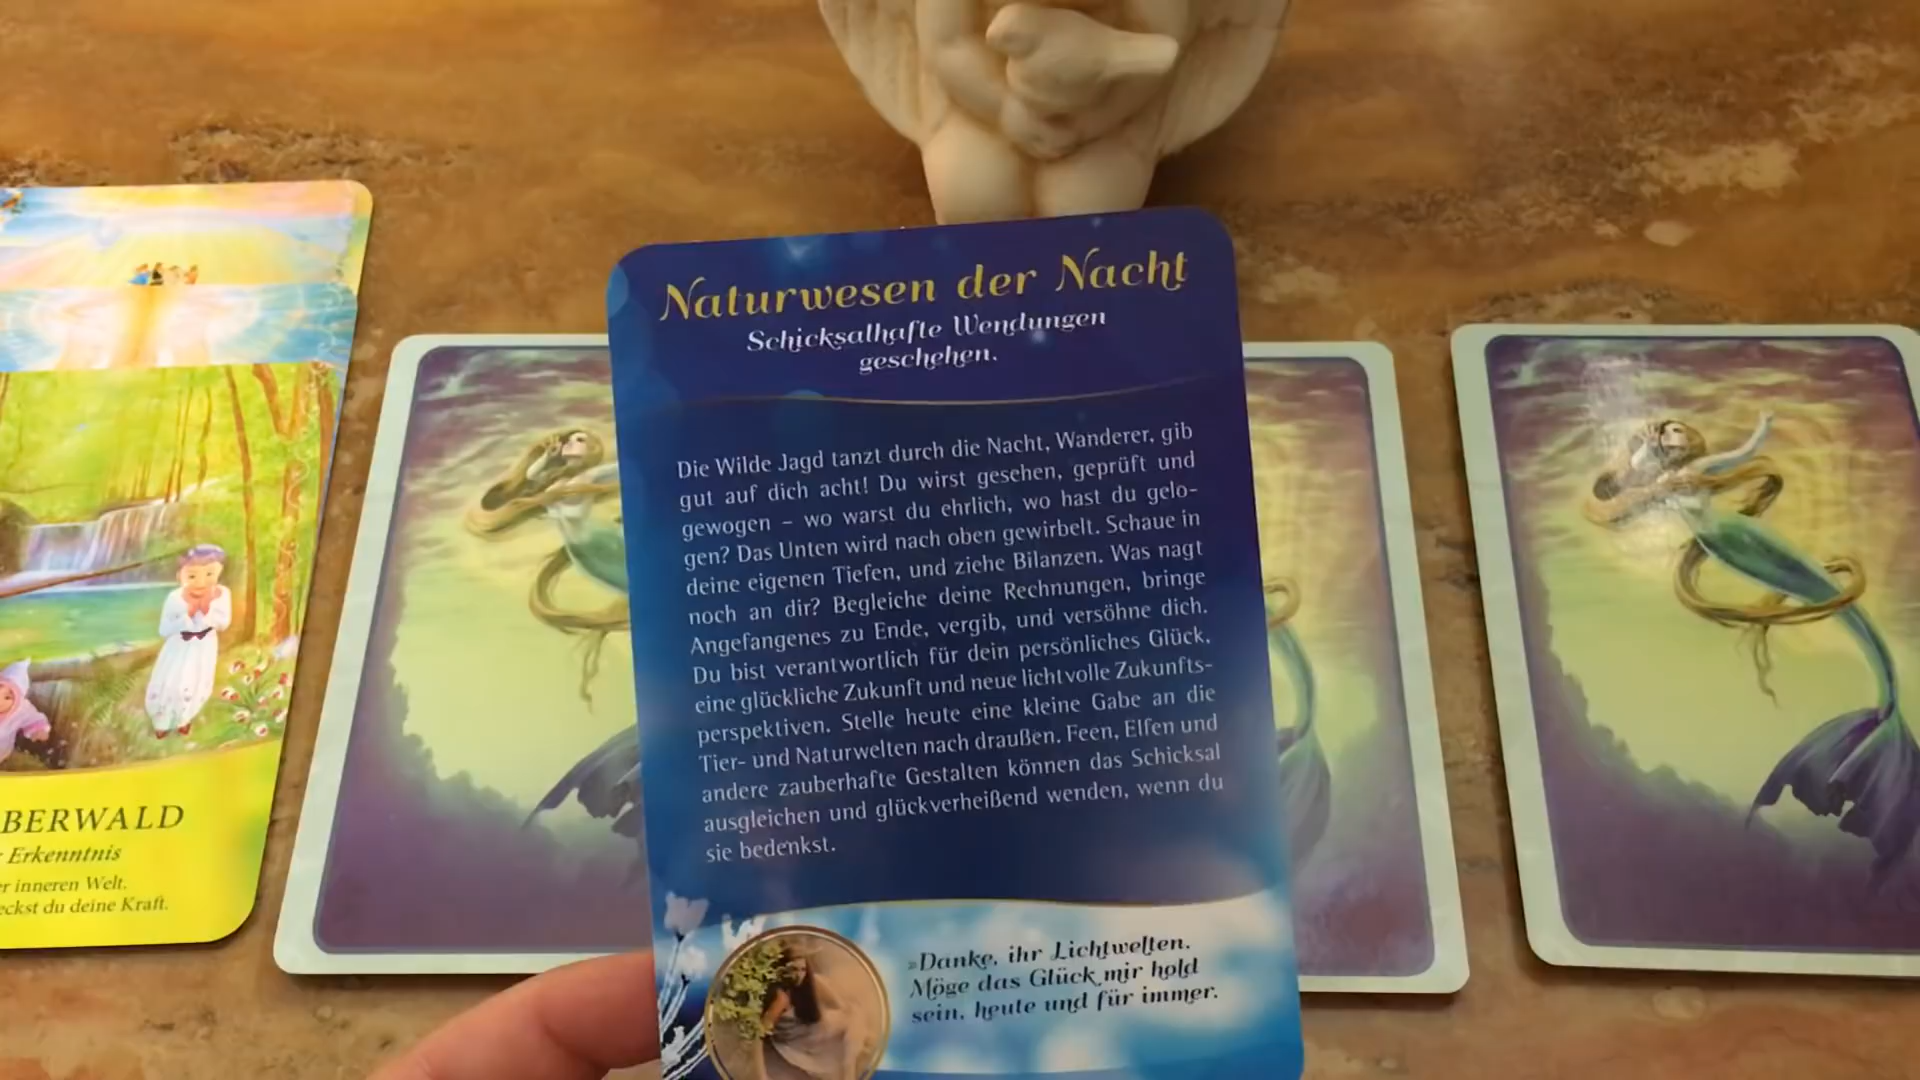 Naturwesen der Nacht
Schicksalhafte Wendungen
geschehen.
Die Wilde Jagd tanzt durch die Nacht, Wanderer, gib
gut auf dich acht! Du wirst gesehen, geprüft und
gewogen – wo warst du ehrlich, wo hast du gelo-
gen? Das Unten wird nach oben gewirbelt. Schaue in
deine eigenen Tiefen, und ziehe Bilanzen. Was nagt
noch an dir? Begleiche deine Rechnungen, bringe
Angefangenes zu Ende, vergib, und versöhne dich.
Du bist verantwortlich für dein persönliches Glück,
eine glückliche Zukunft und neue lichtvolle Zukunfts-
perspektiven. Stelle heute eine kleine Gabe an die
Tier- und Naturwelten nach draußen. Feen, Elfen und
andere zauberhafte Gestalten können das Schicksal
ausgleichen und glückverheißend wenden, wenn du
sie bedenkst.
»Danke, ihr Lichtwelten.
Möge das Glück mir hold
sein, heute und für immer.
BERWALD
Erkenntnis
er inneren Welt.
eckst du deine Kraft.